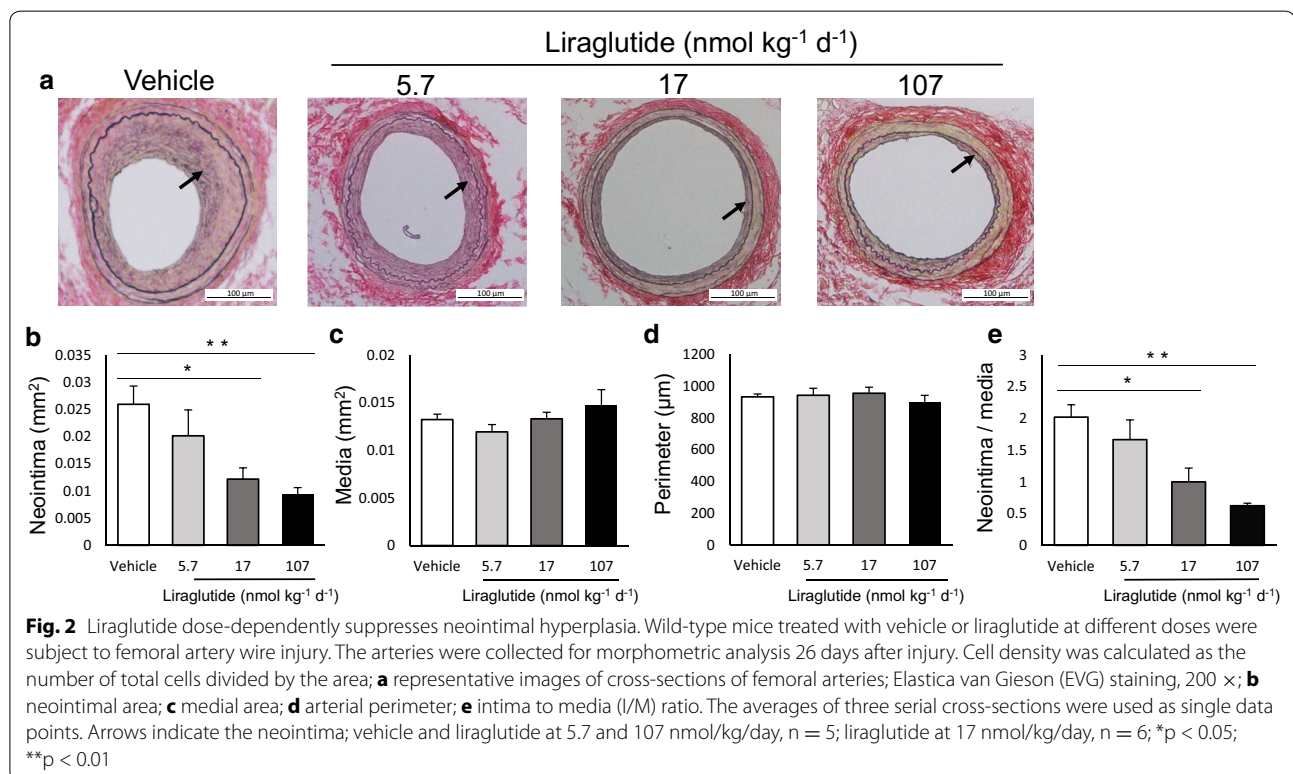 Liraglutide (nmol kg-1 d-1)
a Vehicle 5.7 17 107
100 µm 100 µm 100 µm 100 µm
b
Neointima (mm2)
0.035
0.03
0.025
0.02
0.015
0.01
0.005
0
* *
*
Vehicle 5.7 17 107
Liraglutide (nmol kg-1 d-1)
c
Media (mm2)
0.02
0.015
0.01
0.005
0
Vehicle 5.7 17 107
Liraglutide (nmol kg-1 d-1)
d
Perimeter (µm)
1200
1000
800
600
400
200
0
Vehicle 5.7 17 107
Liraglutide (nmol kg-1 d-1)
e
Neointima / media
3
2.5
2
1.5
1
0.5
0
* *
*
Vehicle 5.7 17 107
Liraglutide (nmol kg-1 d-1)
Fig. 2 Liraglutide dose-dependently suppresses neointimal hyperplasia. Wild-type mice treated with vehicle or liraglutide at different doses were
subject to femoral artery wire injury. The arteries were collected for morphometric analysis 26 days after injury. Cell density was calculated as the
number of total cells divided by the area; a representative images of cross-sections of femoral arteries; Elastica van Gieson (EVG) staining, 200 ×; b
neointimal area; c medial area; d arterial perimeter; e intima to media (I/M) ratio. The averages of three serial cross-sections were used as single data
points. Arrows indicate the neointima; vehicle and liraglutide at 5.7 and 107 nmol/kg/day, n = 5; liraglutide at 17 nmol/kg/day, n = 6; *p < 0.05;
**p < 0.01